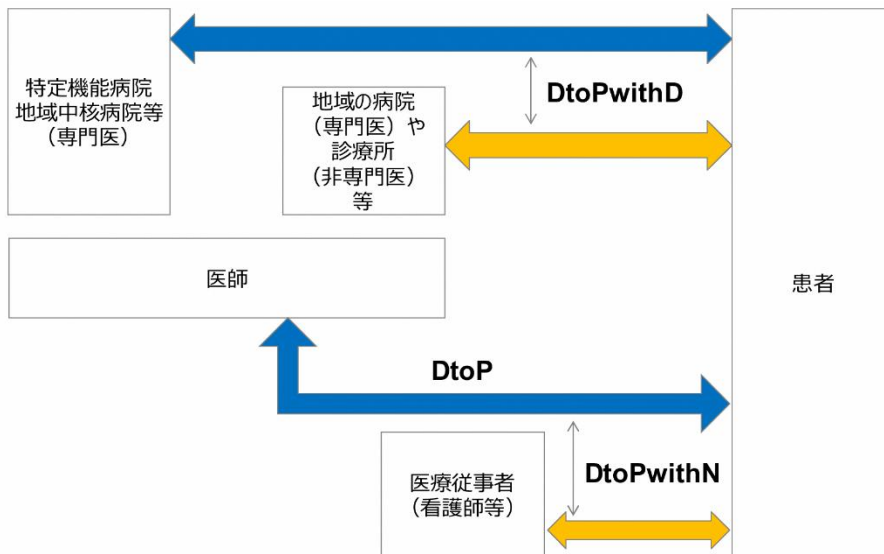 特定機能病院
地域中核病院等
（専門医）
地域の病院
（専門医）や
診療所
（非専門医）
等
DtoPwithD
医師
患者
DtoP
医療従事者
（看護師等）
DtoPwithN